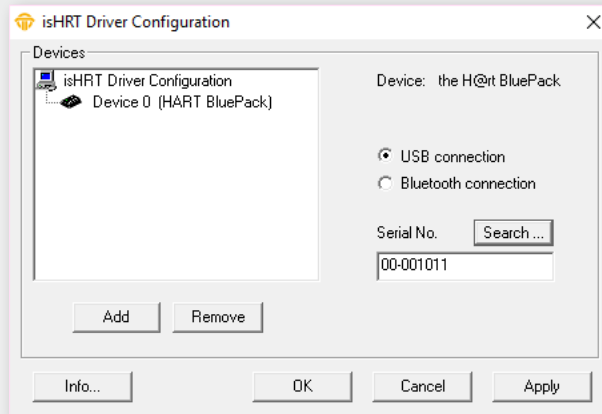 isHRT Driver Configuration
Devices
isHRT Driver Configuration
Device 0 (HART BluePack)
Device: the H@rt BluePack
USB connection
Bluetooth connection
Serial No. Search ...
00-001011
Add Remove
Info... OK Cancel Apply